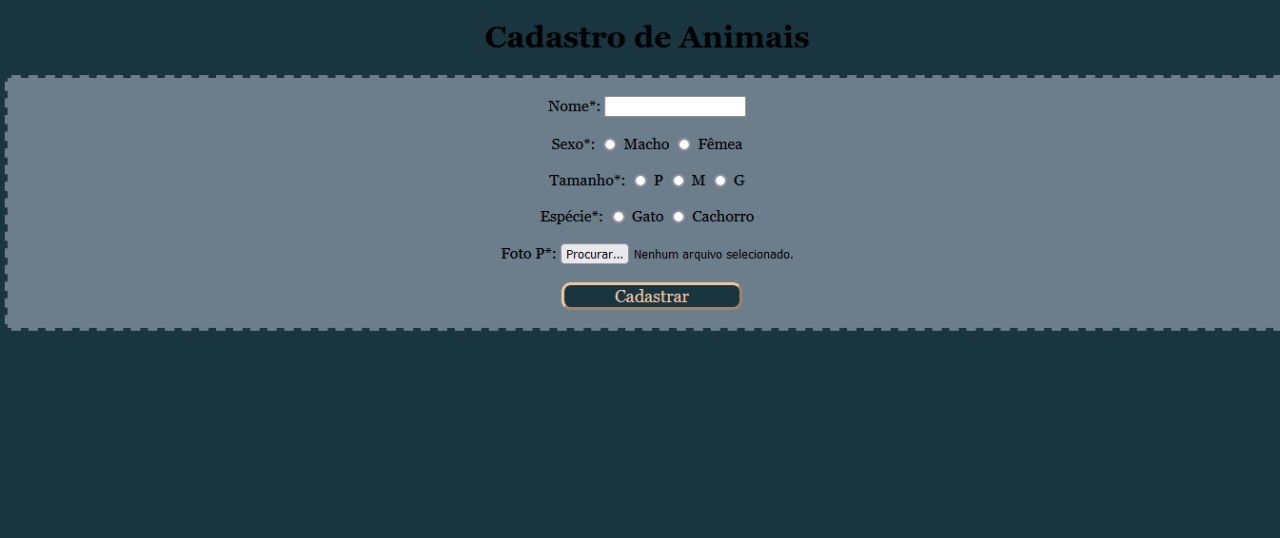 Cadastro de Animais
Nome*:
Sexo*: Macho Fêmea
Tamanho*: P M G
Espécie*: Gato Cachorro
Foto P*: Procurar... Nenhum arquivo selecionado.
Cadastrar